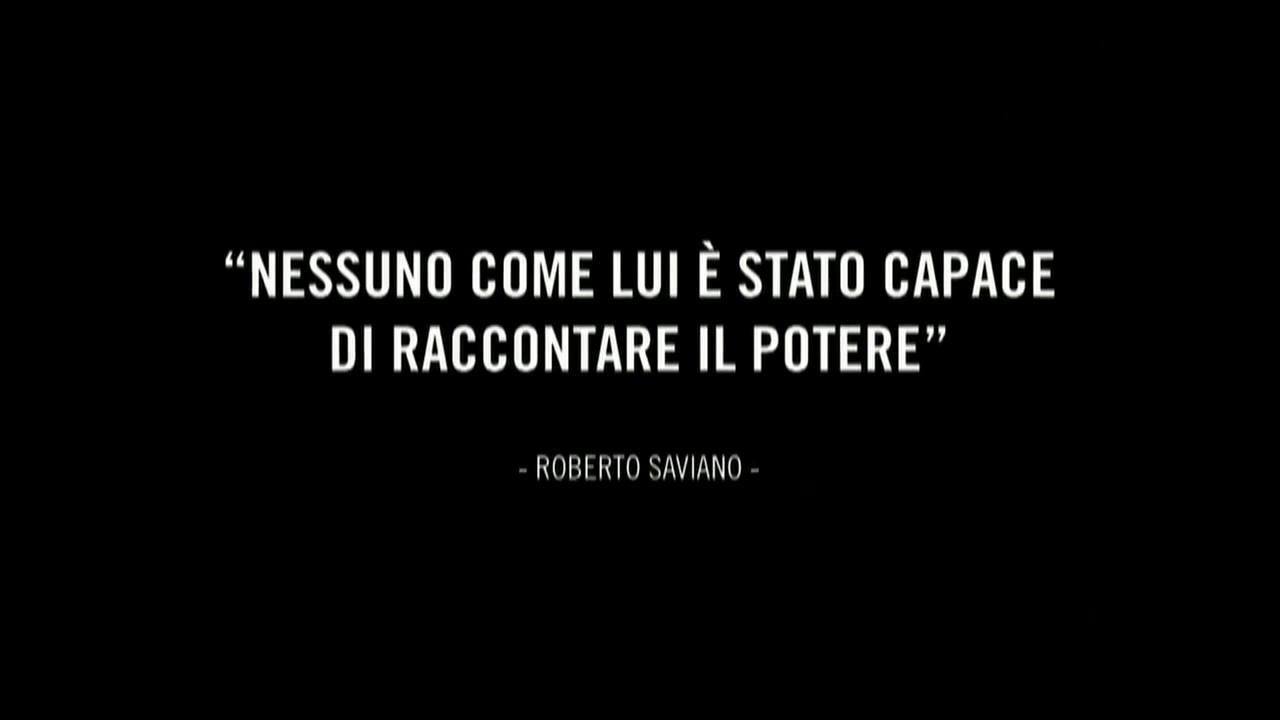 “NESSUNO COME LUI È STATO CAPACE
DI RACCONTARE IL POTERE”
- ROBERTO SAVIANO -